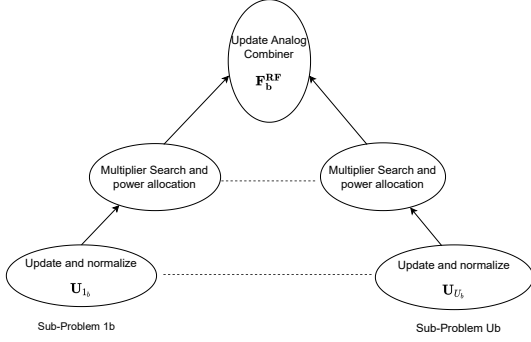 Update Analog
Combiner
F_b^RF
Multiplier Search and
power allocation
Multiplier Search and
power allocation
Update and normalize
U_{1_b}
Update and normalize
U_{U_b}
Sub-Problem 1b
Sub-Problem Ub